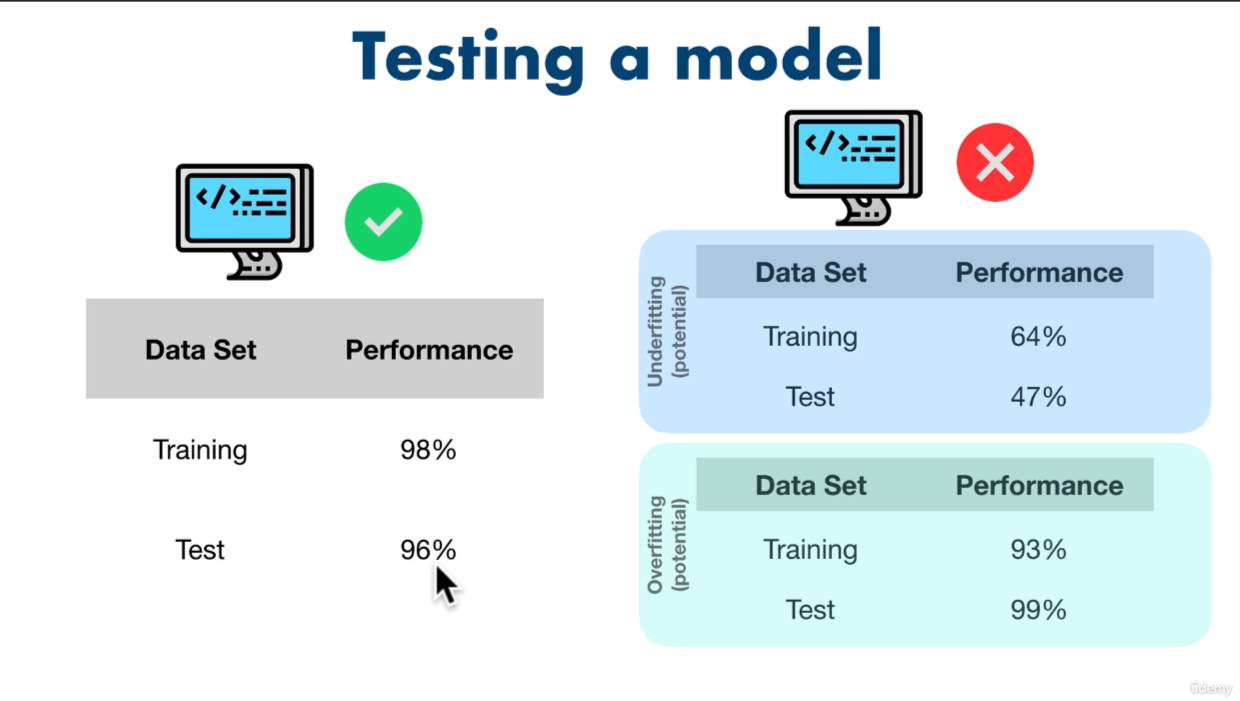 Testing a model
Data Set Performance
Training 98%
Test 96%
Underfitting
(potential)
Data Set Performance
Training 64%
Test 47%
Overfitting
(potential)
Data Set Performance
Training 93%
Test 99%
ûdemy